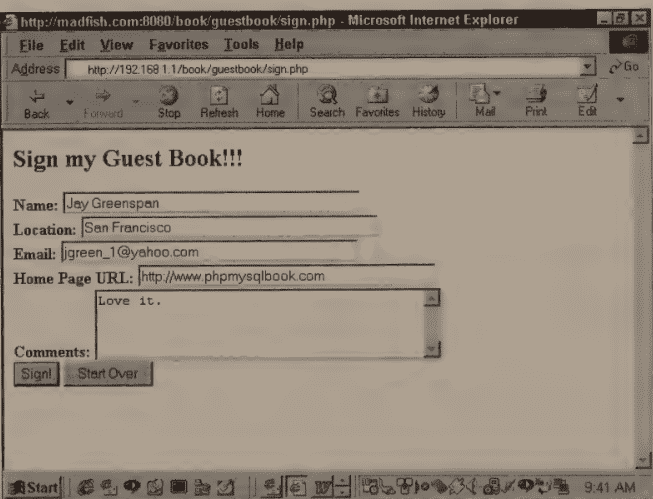 http://madfish.com:8080/book/guestbook/sign.php - Microsoft Internet Explorer
File Edit View Favorites Tools Help
Address http://192.168 1.1/book/guestbook/sign.php Go
Back Forward Stop Refresh Home Search Favorites History Mail Print Edit
Sign my Guest Book!!!
Name: Jay Greenspan
Location: San Francisco
Email: jgreen_1@yahoo.com
Home Page URL: http://www.phpmysqlbook.com
Love it.
Comments:
Sign! Start Over
Start 9:41 AM